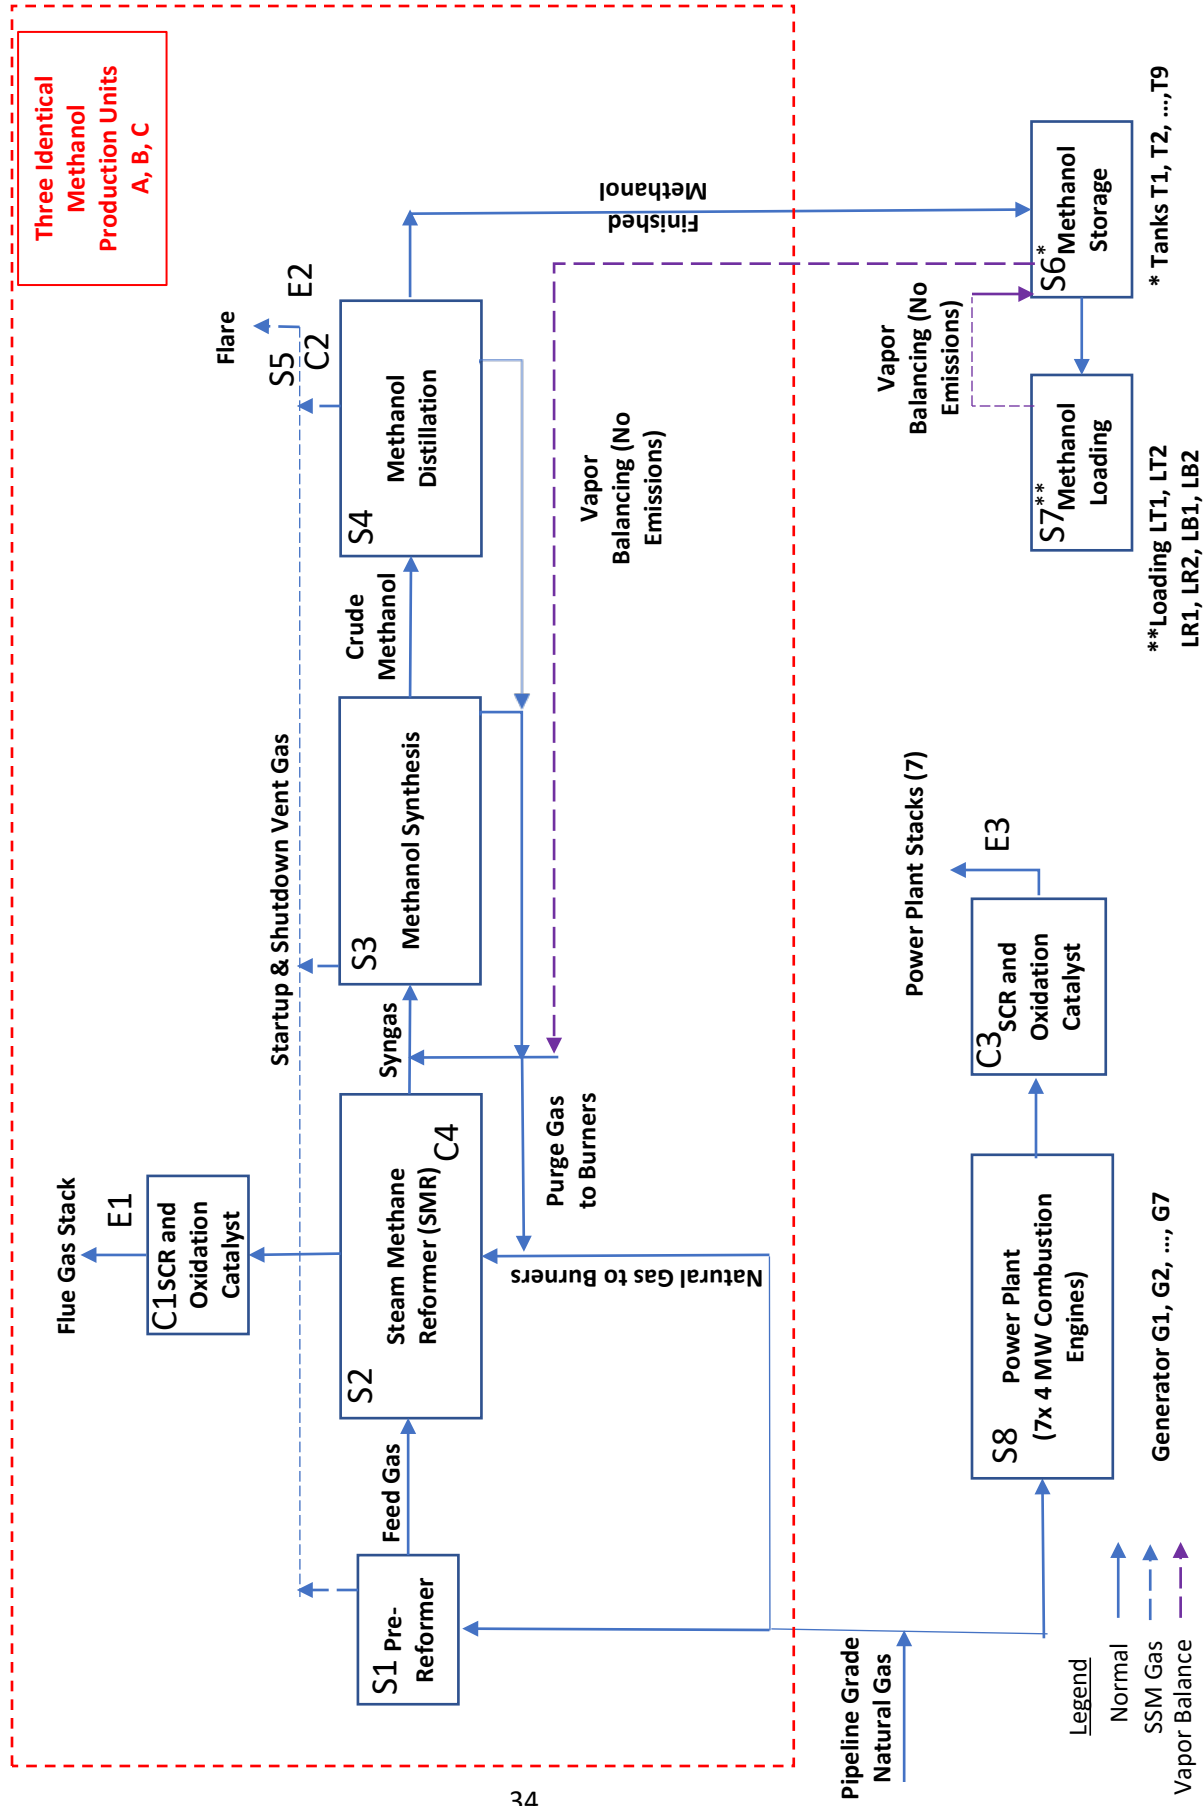 Three Identical
Methanol
Production Units
A, B, C
Flue Gas Stack
E1
C1
SCR and
Oxidation
Catalyst
Startup & Shutdown Vent Gas
Flare
S5
C2
E2
S1
Pre-
Reformer
Feed Gas
S2
Steam Methane
Reformer (SMR)
C4
Syngas
S3
Methanol Synthesis
Crude
Methanol
S4
Methanol
Distillation
Finished
Methanol
Purge Gas
to Burners
Natural Gas to Burners
Vapor
Balancing (No
Emissions)
Pipeline Grade
Natural Gas
Power Plant Stacks (7)
E3
S8
Power Plant
(7x 4 MW Combustion
Engines)
C3
SCR and
Oxidation
Catalyst
Generator G1, G2, ..., G7
Vapor
Balancing (No
Emissions)
S7**
Methanol
Loading
S6*
Methanol
Storage
**Loading LT1, LT2
LR1, LR2, LB1, LB2
* Tanks T1, T2, ...,T9
Legend
Normal
SSM Gas
Vapor Balance
34